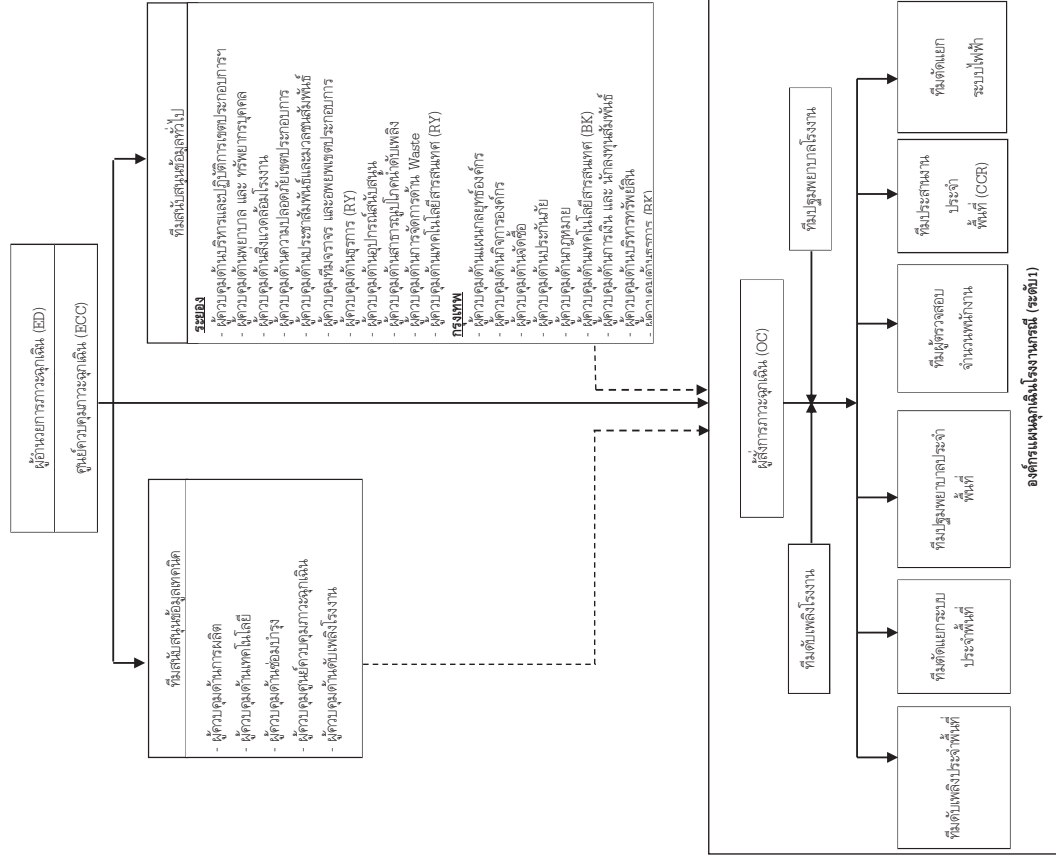 ผู้อำนวยการภาวะฉุกเฉิน (ED)
ศูนย์ควบคุมภาวะฉุกเฉิน (ECC)
ทีมสนับสนุนข้อมูลเทคนิค
- ผู้ควบคุมด้านการผลิต
- ผู้ควบคุมด้านเทคโนโลยี
- ผู้ควบคุมด้านซ่อมบำรุง
- ผู้ควบคุมศูนย์ควบคุมภาวะฉุกเฉิน
- ผู้ควบคุมด้านดับเพลิงโรงงาน
ทีมสนับสนุนข้อมูลทั่วไป
ระยอง
- ผู้ควบคุมด้านบริหารและปฏิบัติการเขตประกอบการฯ
- ผู้ควบคุมด้านพยาบาล และ ทรัพยากรบุคคล
- ผู้ควบคุมด้านสิ่งแวดล้อมโรงงาน
- ผู้ควบคุมด้านความปลอดภัยเขตประกอบการ
- ผู้ควบคุมด้านประชาสัมพันธ์และมวลชนสัมพันธ์
- ผู้ควบคุมทีมจราจร และอพยพเขตประกอบการ
- ผู้ควบคุมด้านธุรการ (RY)
- ผู้ควบคุมด้านอุปกรณ์สนับสนุน
- ผู้ควบคุมด้านสาธารณูปโภคน้ำดับเพลิง
- ผู้ควบคุมด้านการจัดการด้าน Waste
- ผู้ควบคุมด้านเทคโนโลยีสารสนเทศ (RY)
กรุงเทพ
- ผู้ควบคุมด้านแผนกลยุทธ์องค์กร
- ผู้ควบคุมด้านกิจการองค์กร
- ผู้ควบคุมด้านจัดซื้อ
- ผู้ควบคุมด้านประกันภัย
- ผู้ควบคุมด้านกฎหมาย
- ผู้ควบคุมด้านเทคโนโลยีสารสนเทศ (BK)
- ผู้ควบคุมด้านการเงิน และ นักลงทุนสัมพันธ์
- ผู้ควบคุมด้านบริหารทรัพย์สิน
- ผู้ควบคุมด้านธุรการ (BK)
ผู้สั่งการภาวะฉุกเฉิน (OC)
ทีมดับเพลิงโรงงาน
ทีมปฐมพยาบาลโรงงาน
ทีมดับเพลิงประจำพื้นที่
ทีมตัดแยกระบบ
ประจำพื้นที่
ทีมปฐมพยาบาลประจำ
พื้นที่
ทีมผู้ตรวจสอบ
จำนวนพนักงาน
ทีมประสานงาน
ประจำ
พื้นที่ (CCR)
ทีมตัดแยก
ระบบไฟฟ้า
องค์กรแผนฉุกเฉินโรงงานกรณี (ระดับ1)